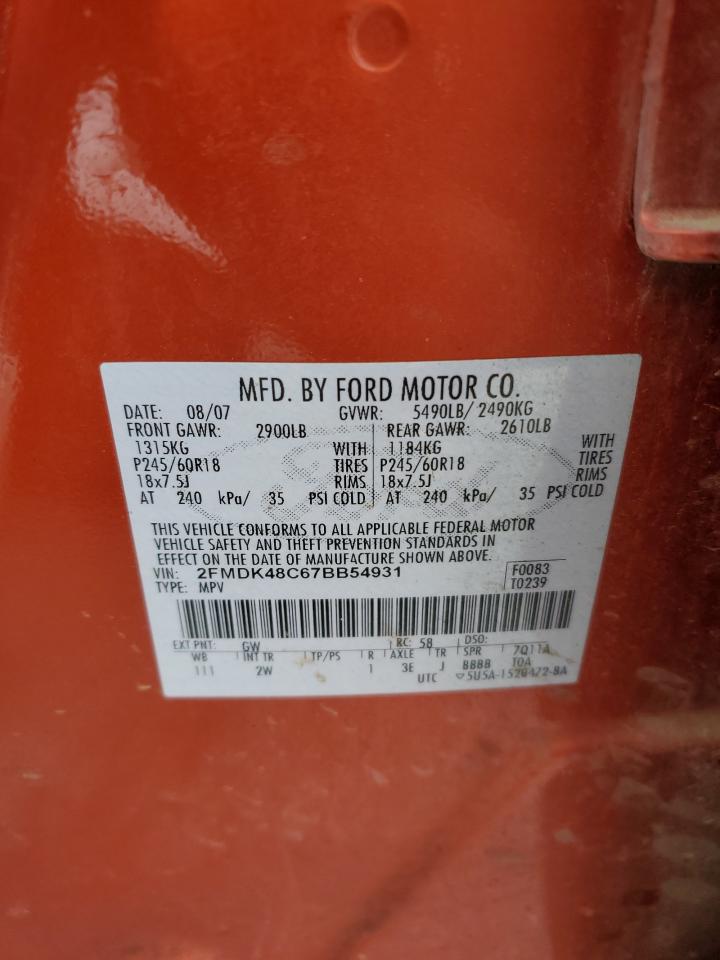 MFD. BY FORD MOTOR CO.
DATE: 08/07 GVWR: 5490LB/ 2490KG
FRONT GAWR: 2900LB REAR GAWR: 2610LB
1315KG WITH 1184KG WITH
P245/60R18 TIRES P245/60R18 TIRES
18x7.5J RIMS 18x7.5J RIMS
AT 240 kPa/ 35 PSI COLD AT 240 kPa/ 35 PSI COLD
THIS VEHICLE CONFORMS TO ALL APPLICABLE FEDERAL MOTOR
VEHICLE SAFETY AND THEFT PREVENTION STANDARDS IN
EFFECT ON THE DATE OF MANUFACTURE SHOWN ABOVE.
VIN: 2FMDK48C67BB54931 F0083
TYPE: MPV T0239
EXT PNT: GW RC: 58 DSO:
WB INT TR TP/PS R AXLE TR SPR 7Q11A
111 2W 1 3E J BBBB TOA
UTC